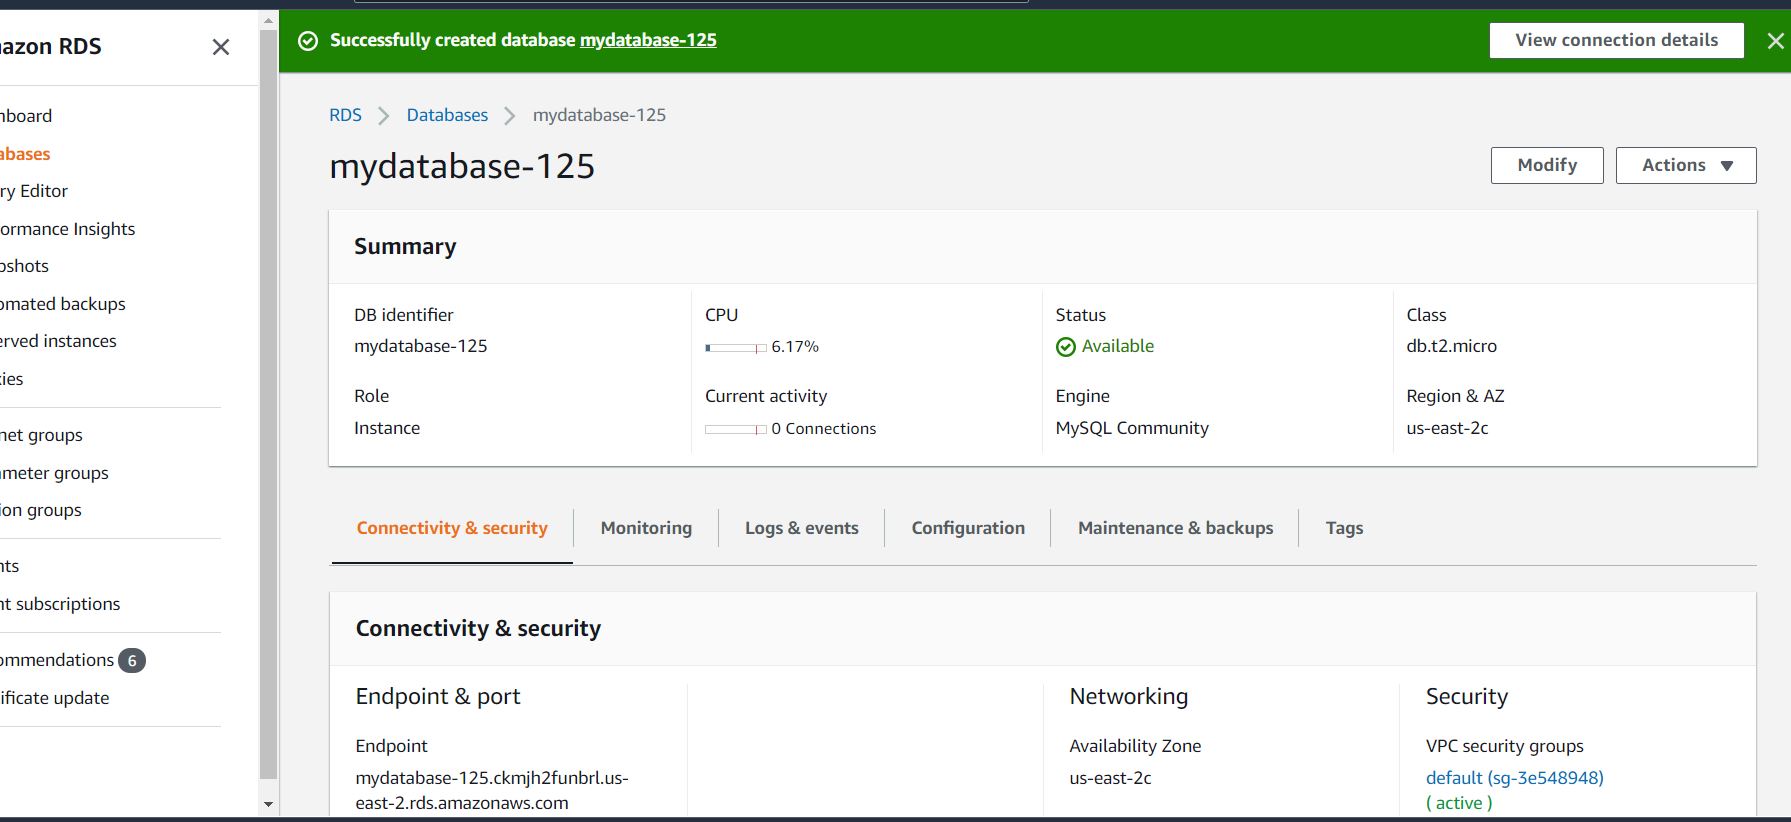 azon RDS
Successfully created database mydatabase-125
View connection details
nboard
abases
ry Editor
ormance Insights
pshots
omated backups
erved instances
kies
net groups
ameter groups
ion groups
nts
nt subscriptions
ommendations 6
ificate update
RDS > Databases > mydatabase-125
mydatabase-125
Modify
Actions
Summary
DB identifier
mydatabase-125
CPU
6.17%
Status
Available
Class
db.t2.micro
Role
Instance
Current activity
0 Connections
Engine
MySQL Community
Region & AZ
us-east-2c
Connectivity & security
Monitoring
Logs & events
Configuration
Maintenance & backups
Tags
Connectivity & security
Endpoint & port
Endpoint
mydatabase-125.ckmjh2funbrl.us-
east-2.rds.amazonaws.com
Networking
Availability Zone
us-east-2c
Security
VPC security groups
default (sg-3e548948)
( active )